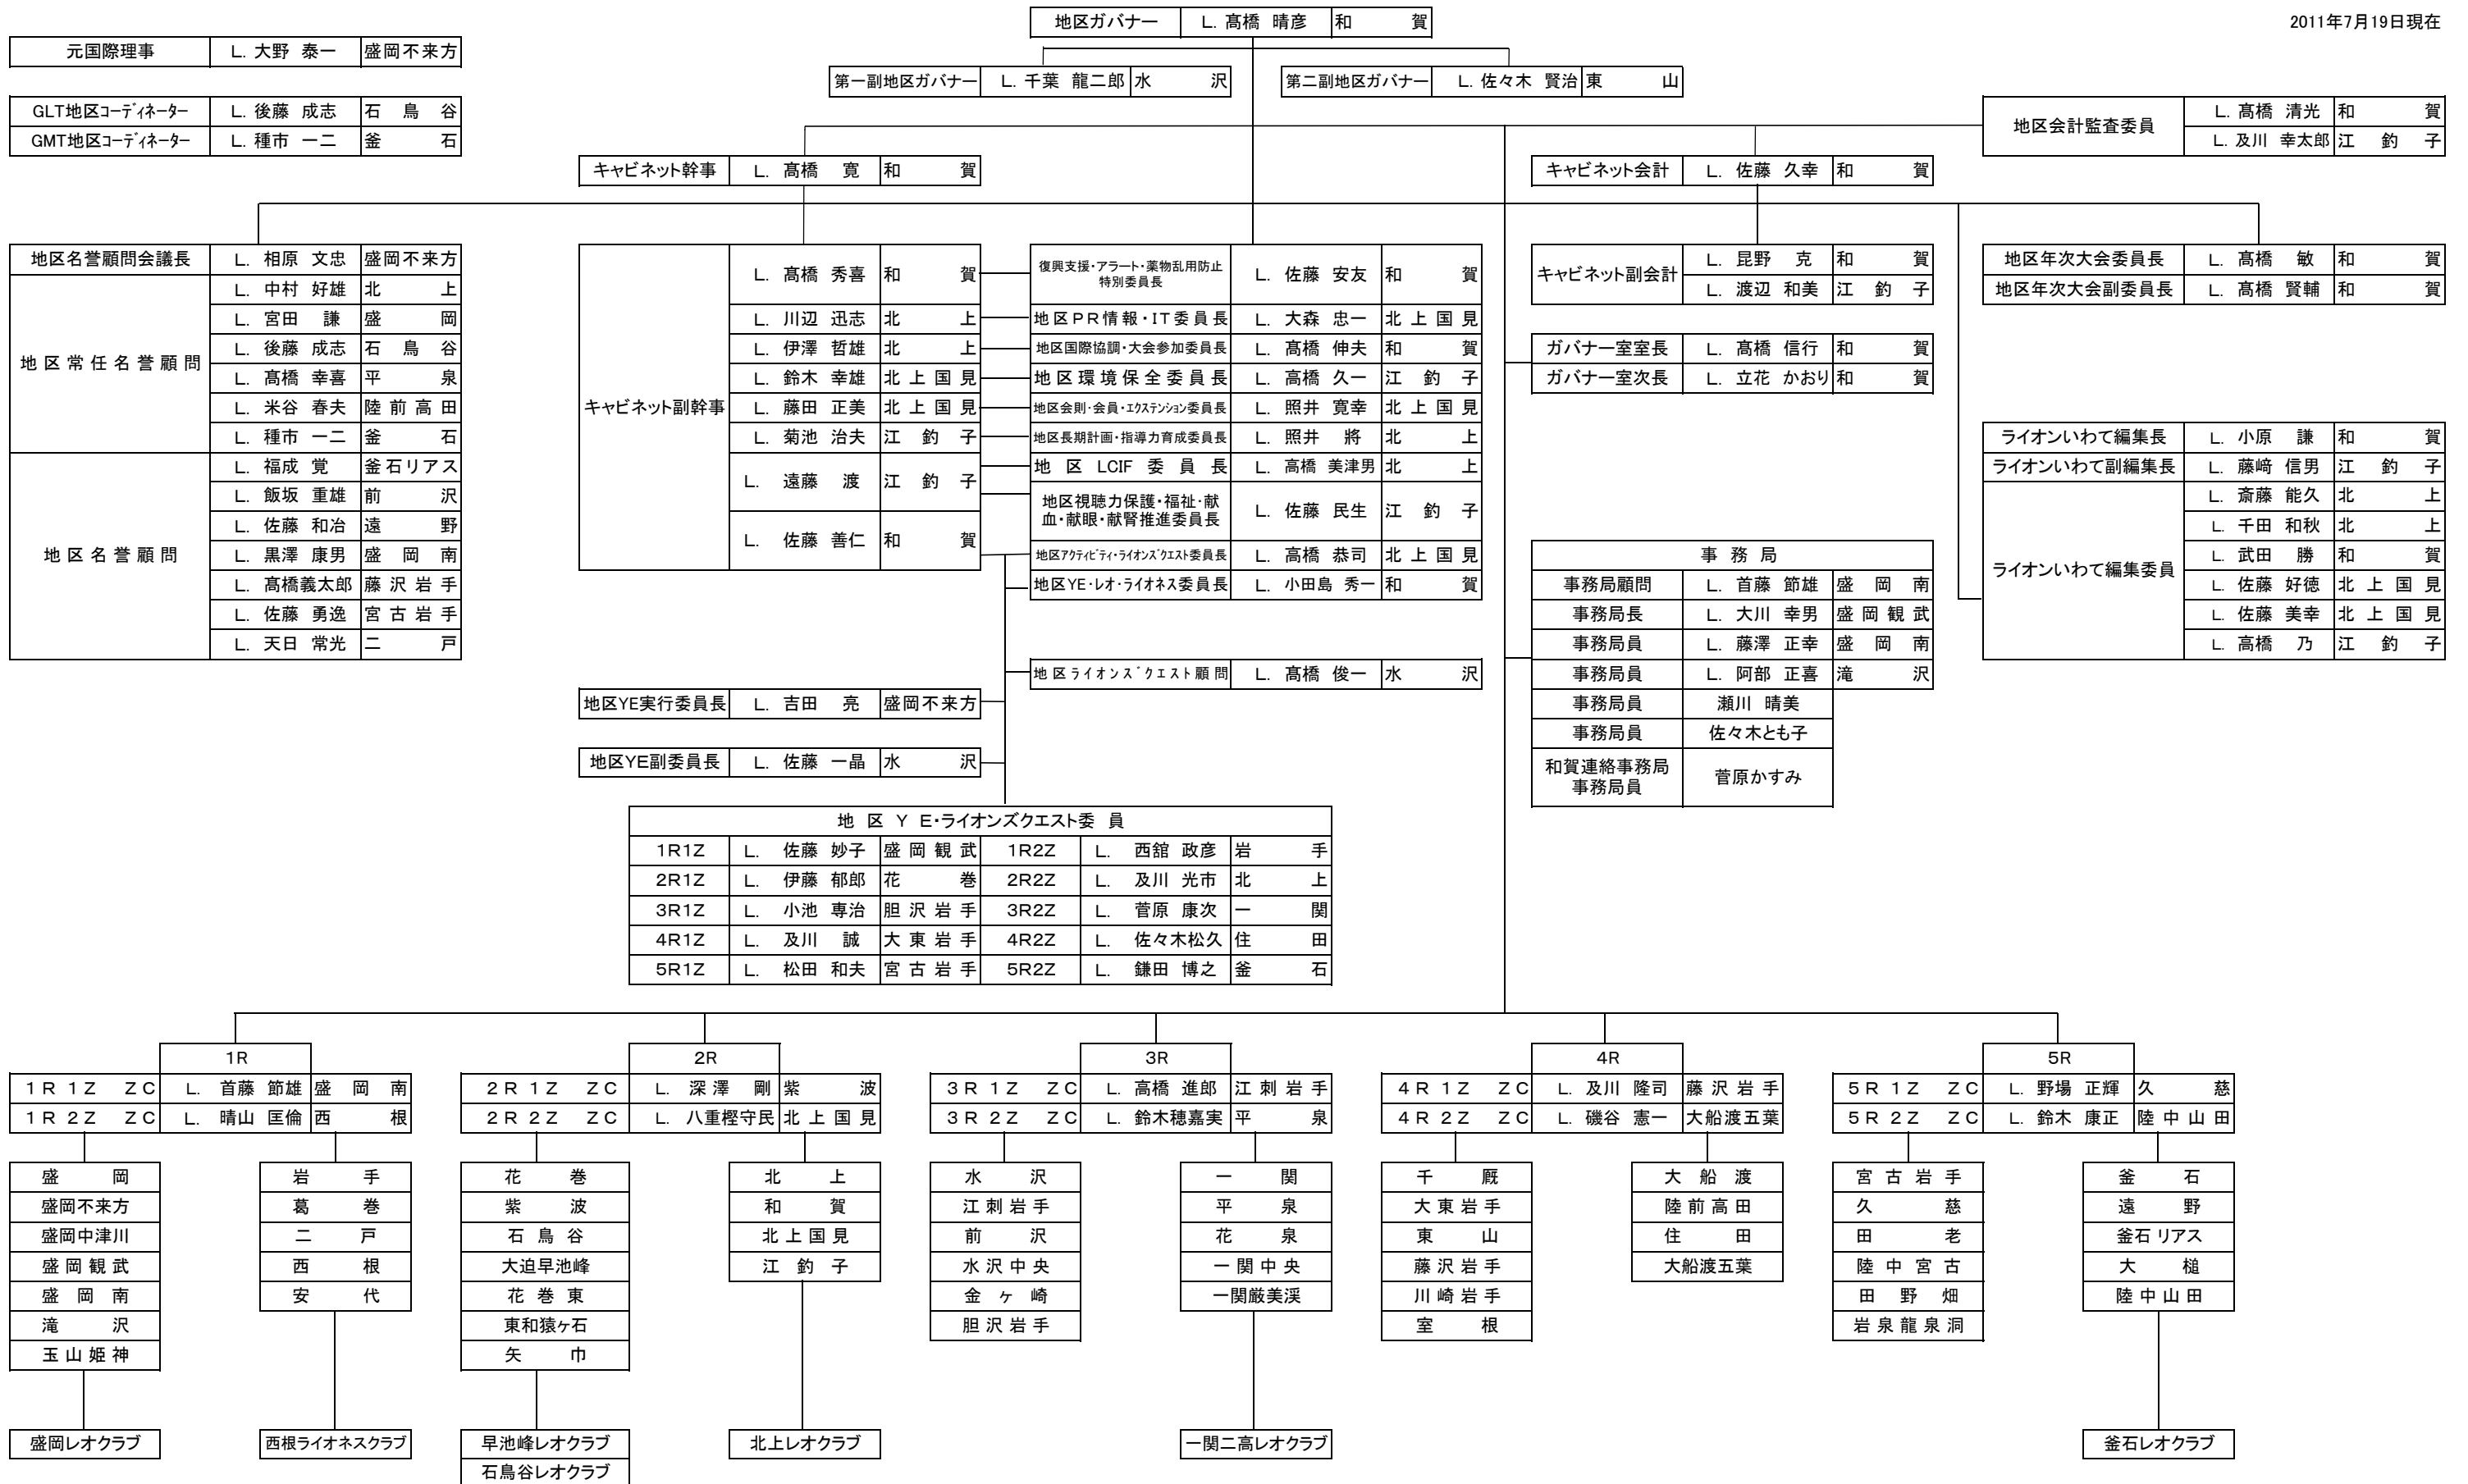 地区ガバナー L. 髙橋 晴彦 和賀
2011年7月19日現在
元国際理事 L. 大野 泰一 盛岡不来方
第一副地区ガバナー L. 千葉 龍二郎 水沢
第二副地区ガバナー L. 佐々木 賢治 東山
GLT地区コーディネーター L. 後藤 成志 石鳥谷
GMT地区コーディネーター L. 種市 一二 釜石
地区会計監査委員 L. 髙橋 清光 和賀
L. 及川 幸太郎 江釣子
キャビネット幹事 L. 髙橋 寛 和賀
キャビネット会計 L. 佐藤 久幸 和賀
地区名誉顧問会議長 L. 相原 文忠 盛岡不来方
地区常任名誉顧問 L. 中村 好雄 北上
L. 宮田 謙 盛岡
L. 後藤 成志 石鳥谷
L. 髙橋 幸喜 平泉
L. 米谷 春夫 陸前高田
L. 種市 一二 釜石
地区名誉顧問 L. 福成 覚 釜石リアス
L. 飯坂 重雄 前沢
L. 佐藤 和冶 遠野
L. 黒澤 康男 盛岡南
L. 髙橋義太郎 藤沢岩手
L. 佐藤 勇逸 宮古岩手
L. 天日 常光 二戸
キャビネット副幹事 L. 髙橋 秀喜 和賀
L. 川辺 迅志 北上
L. 伊澤 哲雄 北上
L. 鈴木 幸雄 北上国見
L. 藤田 正美 北上国見
L. 菊池 治夫 江釣子
L. 遠藤 渡 江釣子
L. 佐藤 善仁 和賀
復興支援・アラート・薬物乱用防止
特別委員長 L. 佐藤 安友 和賀
地区PR情報・IT委員長 L. 大森 忠一 北上国見
地区国際協調・大会参加委員長 L. 髙橋 伸夫 和賀
地区環境保全委員長 L. 高橋 久一 江釣子
地区会則・会員・エクステンション委員長 L. 照井 寛幸 北上国見
地区長期計画・指導力育成委員長 L. 照井 將 北上
地区 LCIF 委員長 L. 高橋 美津男 北上
地区視聴力保護・福祉・献
血・献眼・献腎推進委員長 L. 佐藤 民生 江釣子
地区アクティビティ・ライオンズクエスト委員長 L. 高橋 恭司 北上国見
地区YE・レオ・ライオネス委員長 L. 小田島 秀一 和賀
地区ライオンズクエスト顧問 L. 髙橋 俊一 水沢
地区YE実行委員長 L. 吉田 亮 盛岡不来方
地区YE副委員長 L. 佐藤 一晶 水沢
キャビネット副会計 L. 昆野 克 和賀
L. 渡辺 和美 江釣子
ガバナー室室長 L. 髙橋 信行 和賀
ガバナー室次長 L. 立花 かおり 和賀
地区年次大会委員長 L. 髙橋 敏 和賀
地区年次大会副委員長 L. 髙橋 賢輔 和賀
ライオンいわて編集長 L. 小原 謙 和賀
ライオンいわて副編集長 L. 藤﨑 信男 江釣子
ライオンいわて編集委員 L. 斎藤 能久 北上
L. 千田 和秋 北上
L. 武田 勝 和賀
L. 佐藤 好徳 北上国見
L. 佐藤 美幸 北上国見
L. 高橋 乃 江釣子
事務局
事務局顧問 L. 首藤 節雄 盛岡南
事務局長 L. 大川 幸男 盛岡観武
事務局員 L. 藤澤 正幸 盛岡南
事務局員 L. 阿部 正喜 滝沢
事務局員 瀬川 晴美
事務局員 佐々木とも子
和賀連絡事務局
事務局員 菅原かすみ
地区YE・ライオンズクエスト委員
1R1Z L. 佐藤 妙子 盛岡観武 1R2Z L. 西舘 政彦 岩手
2R1Z L. 伊藤 郁郎 花巻 2R2Z L. 及川 光市 北上
3R1Z L. 小池 専治 胆沢岩手 3R2Z L. 菅原 康次 一関
4R1Z L. 及川 誠 大東岩手 4R2Z L. 佐々木松久 住田
5R1Z L. 松田 和夫 宮古岩手 5R2Z L. 鎌田 博之 釜石
1R
1R 1Z ZC L. 首藤 節雄 盛岡南
1R 2Z ZC L. 晴山 匡倫 西根
盛岡
盛岡不来方
盛岡中津川
盛岡観武
盛岡南
滝沢
玉山姫神
盛岡レオクラブ
岩手
葛巻
二戸
西根
安代
西根ライオネスクラブ
2R
2R 1Z ZC L. 深澤 剛 紫波
2R 2Z ZC L. 八重樫守民 北上国見
花巻
紫波
石鳥谷
大迫早池峰
花巻東
東和猿ヶ石
矢巾
早池峰レオクラブ
石鳥谷レオクラブ
北上
和賀
北上国見
江釣子
北上レオクラブ
3R
3R 1Z ZC L. 高橋 進郎 江刺岩手
3R 2Z ZC L. 鈴木穂嘉実 平泉
水沢
江刺岩手
前沢
水沢中央
金ヶ崎
胆沢岩手
一関
平泉
花泉
一関中央
一関厳美渓
一関二高レオクラブ
4R
4R 1Z ZC L. 及川 隆司 藤沢岩手
4R 2Z ZC L. 磯谷 憲一 大船渡五葉
千厩
大東岩手
東山
藤沢岩手
川崎岩手
室根
大船渡
陸前高田
住田
大船渡五葉
5R
5R 1Z ZC L. 野場 正輝 久慈
5R 2Z ZC L. 鈴木 康正 陸中山田
宮古岩手
久慈
田老
陸中宮古
田野畑
岩泉龍泉洞
釜石
遠野
釜石リアス
大槌
陸中山田
釜石レオクラブ